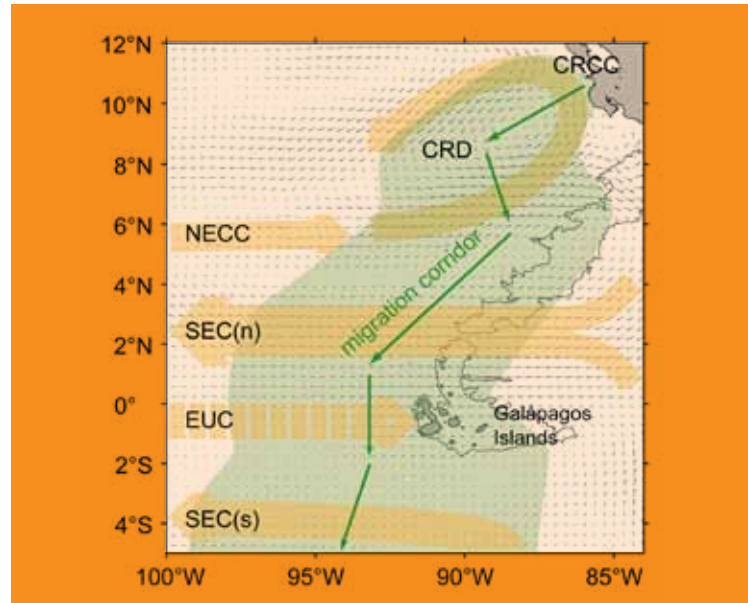 12°N
CRCC
10°N
CRD
8°N
6°N
NECC
migration corridor
4°N
SEC(n)
2°N
0°
EUC
Galápagos
Islands
2°S
SEC(s)
4°S
100°W
95°W
90°W
85°W